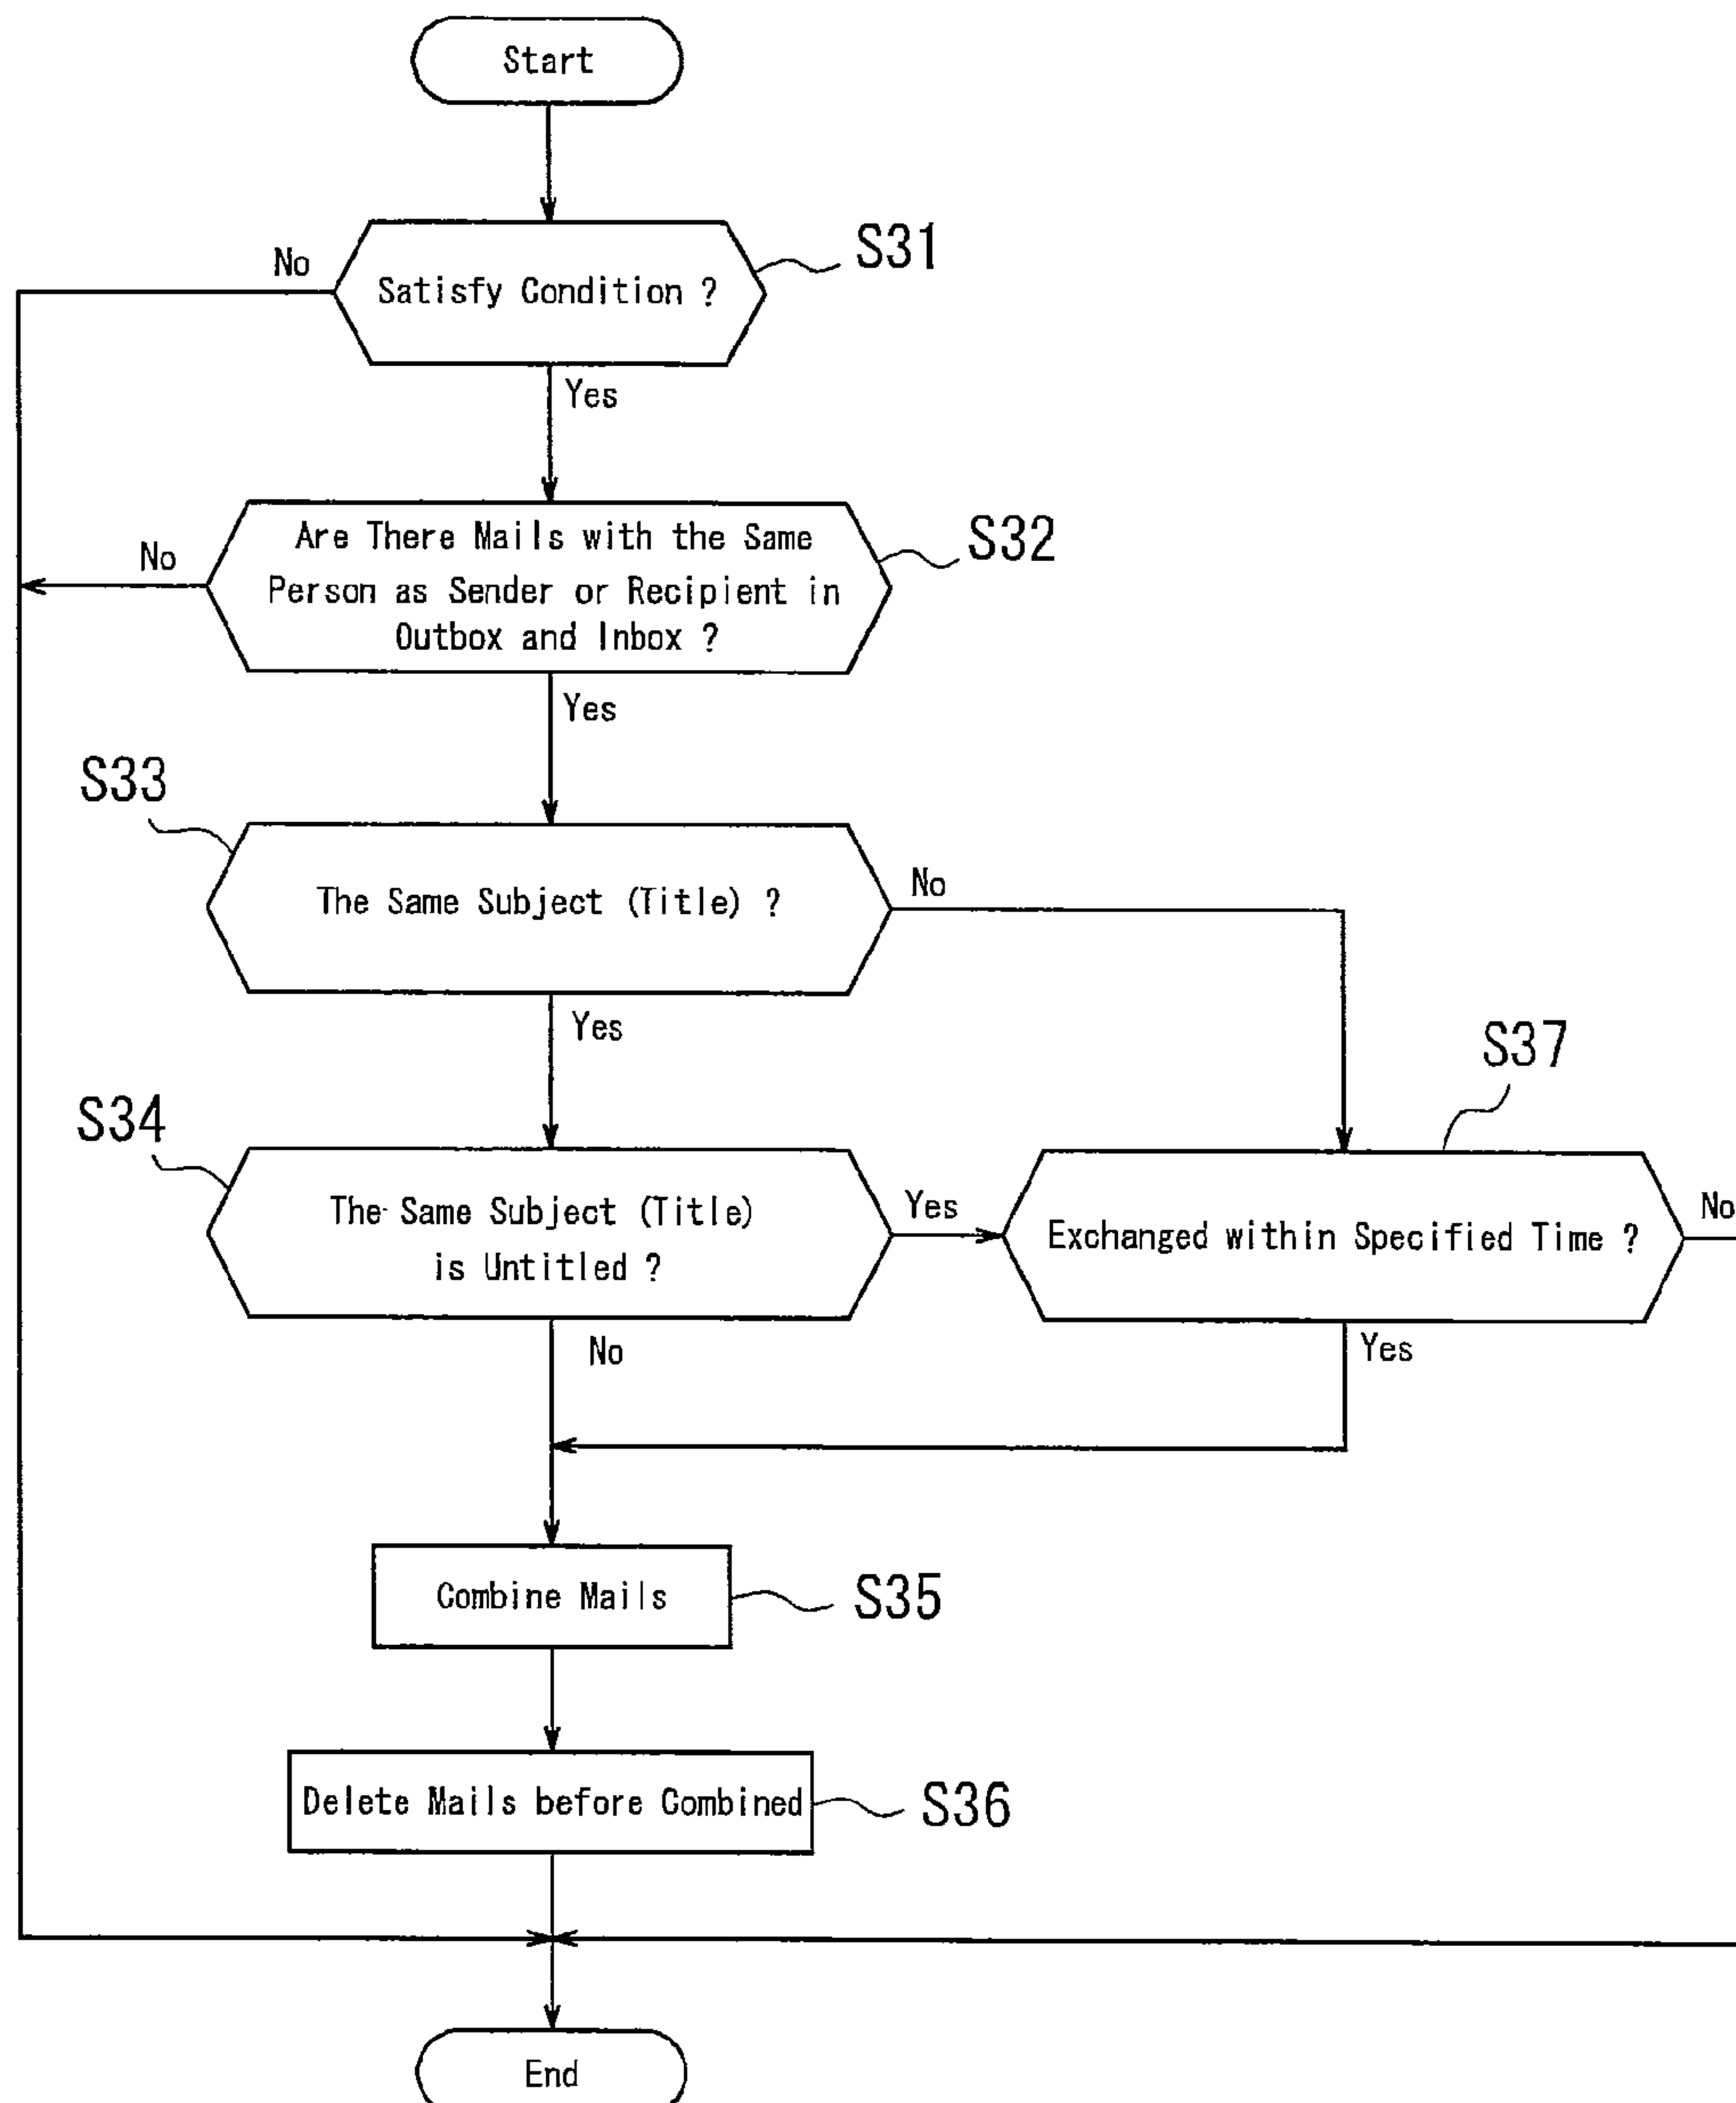 Start
No
Satisfy Condition ?
S31
Yes
No
Are There Mails with the Same
Person as Sender or Recipient in
Outbox and Inbox ?
S32
Yes
S33
The Same Subject (Title) ?
No
Yes
S34
The Same Subject (Title)
is Untitled ?
Yes
S37
Exchanged within Specified Time ?
No
No
Yes
Combine Mails
S35
Delete Mails before Combined
S36
End